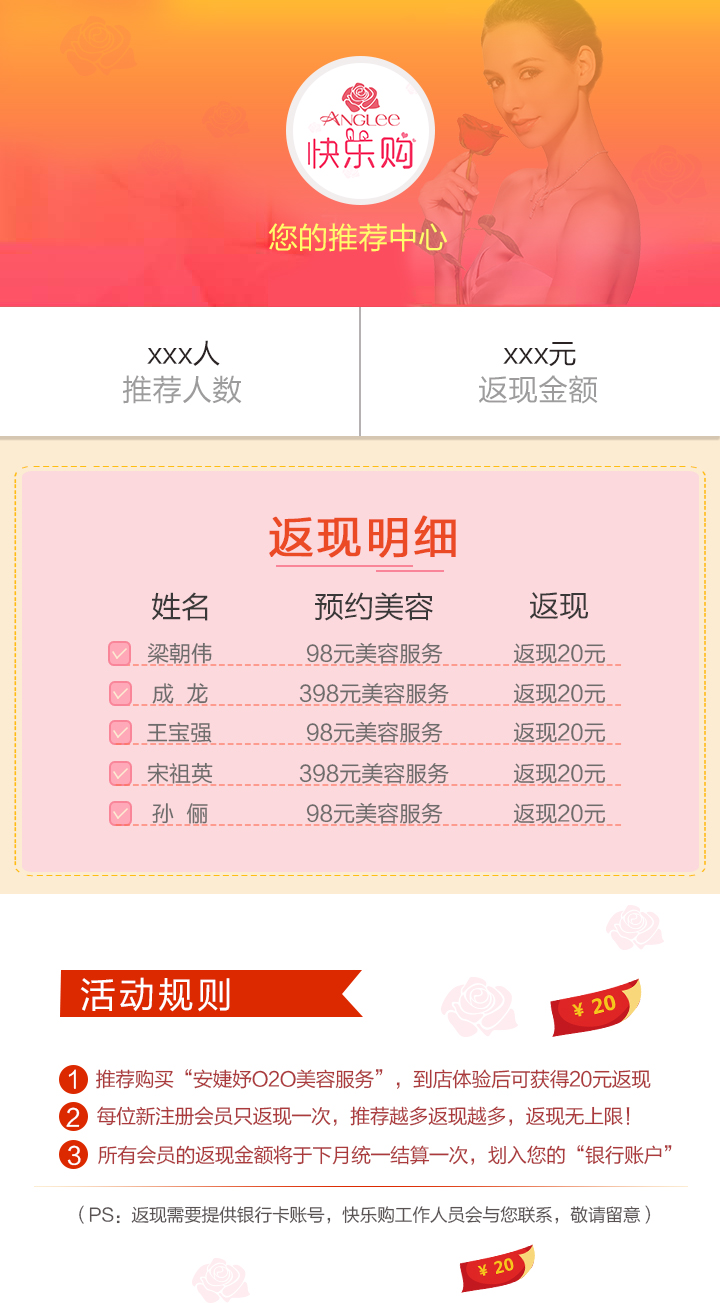 ANGLee
快乐购
您的推荐中心
xxx人
推荐人数
xxx元
返现金额
返现明细
姓名 预约美容 返现
梁朝伟 98元美容服务 返现20元
成 龙 398元美容服务 返现20元
王宝强 98元美容服务 返现20元
宋祖英 398元美容服务 返现20元
孙 俪 98元美容服务 返现20元
活动规则
¥ 20
1 推荐购买“安婕妤O2O美容服务”，到店体验后可获得20元返现
2 每位新注册会员只返现一次，推荐越多返现越多，返现无上限！
3 所有会员的返现金额将于下月统一结算一次，划入您的“银行账户”
（PS：返现需要提供银行卡账号，快乐购工作人员会与您联系，敬请留意）
¥ 20